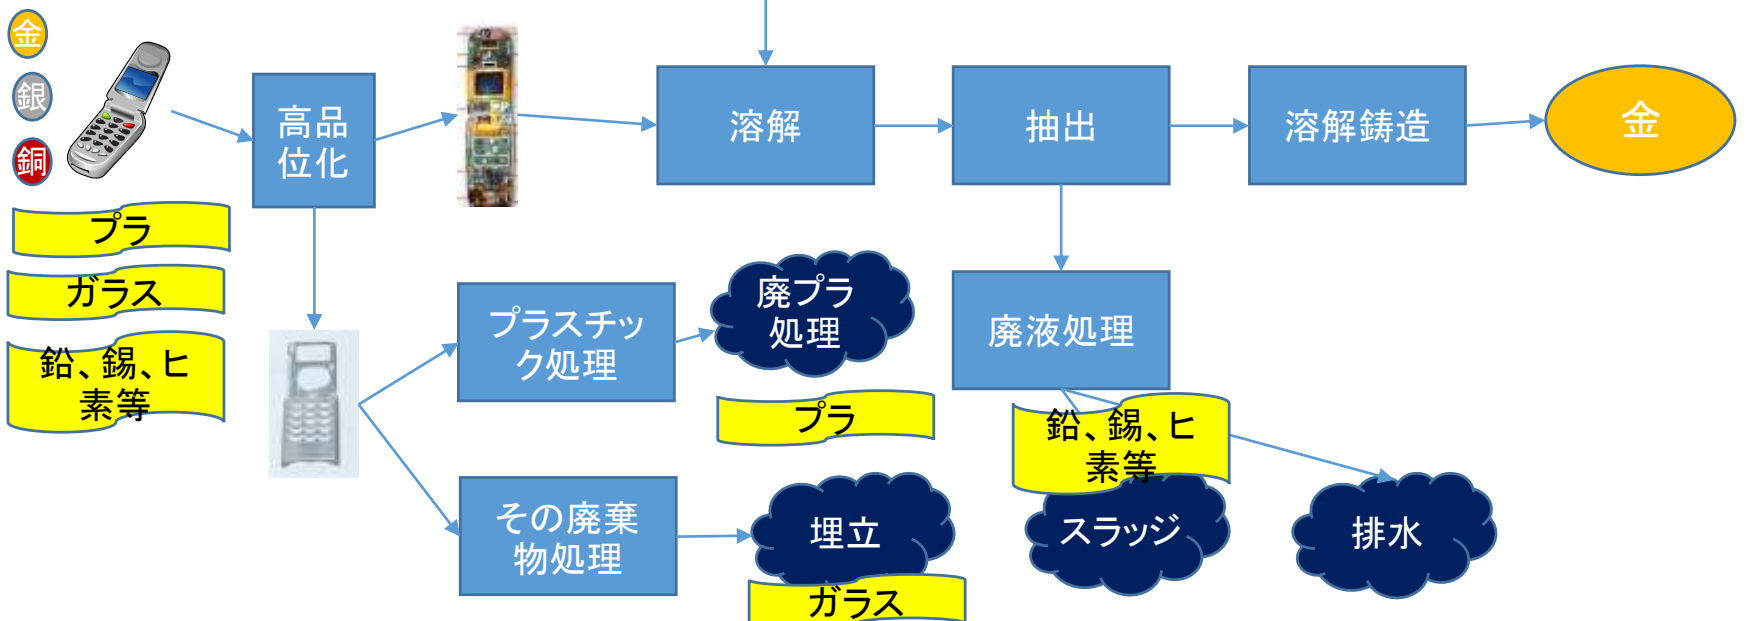 金
銀
銅
プラ
ガラス
鉛、錫、ヒ
素等
高品
位化
溶解
抽出
溶解鋳造
金
プラスチッ
ク処理
廃プラ
処理
プラ
廃液処理
鉛、錫、ヒ
素等
スラッジ
排水
その廃棄
物処理
埋立
ガラス